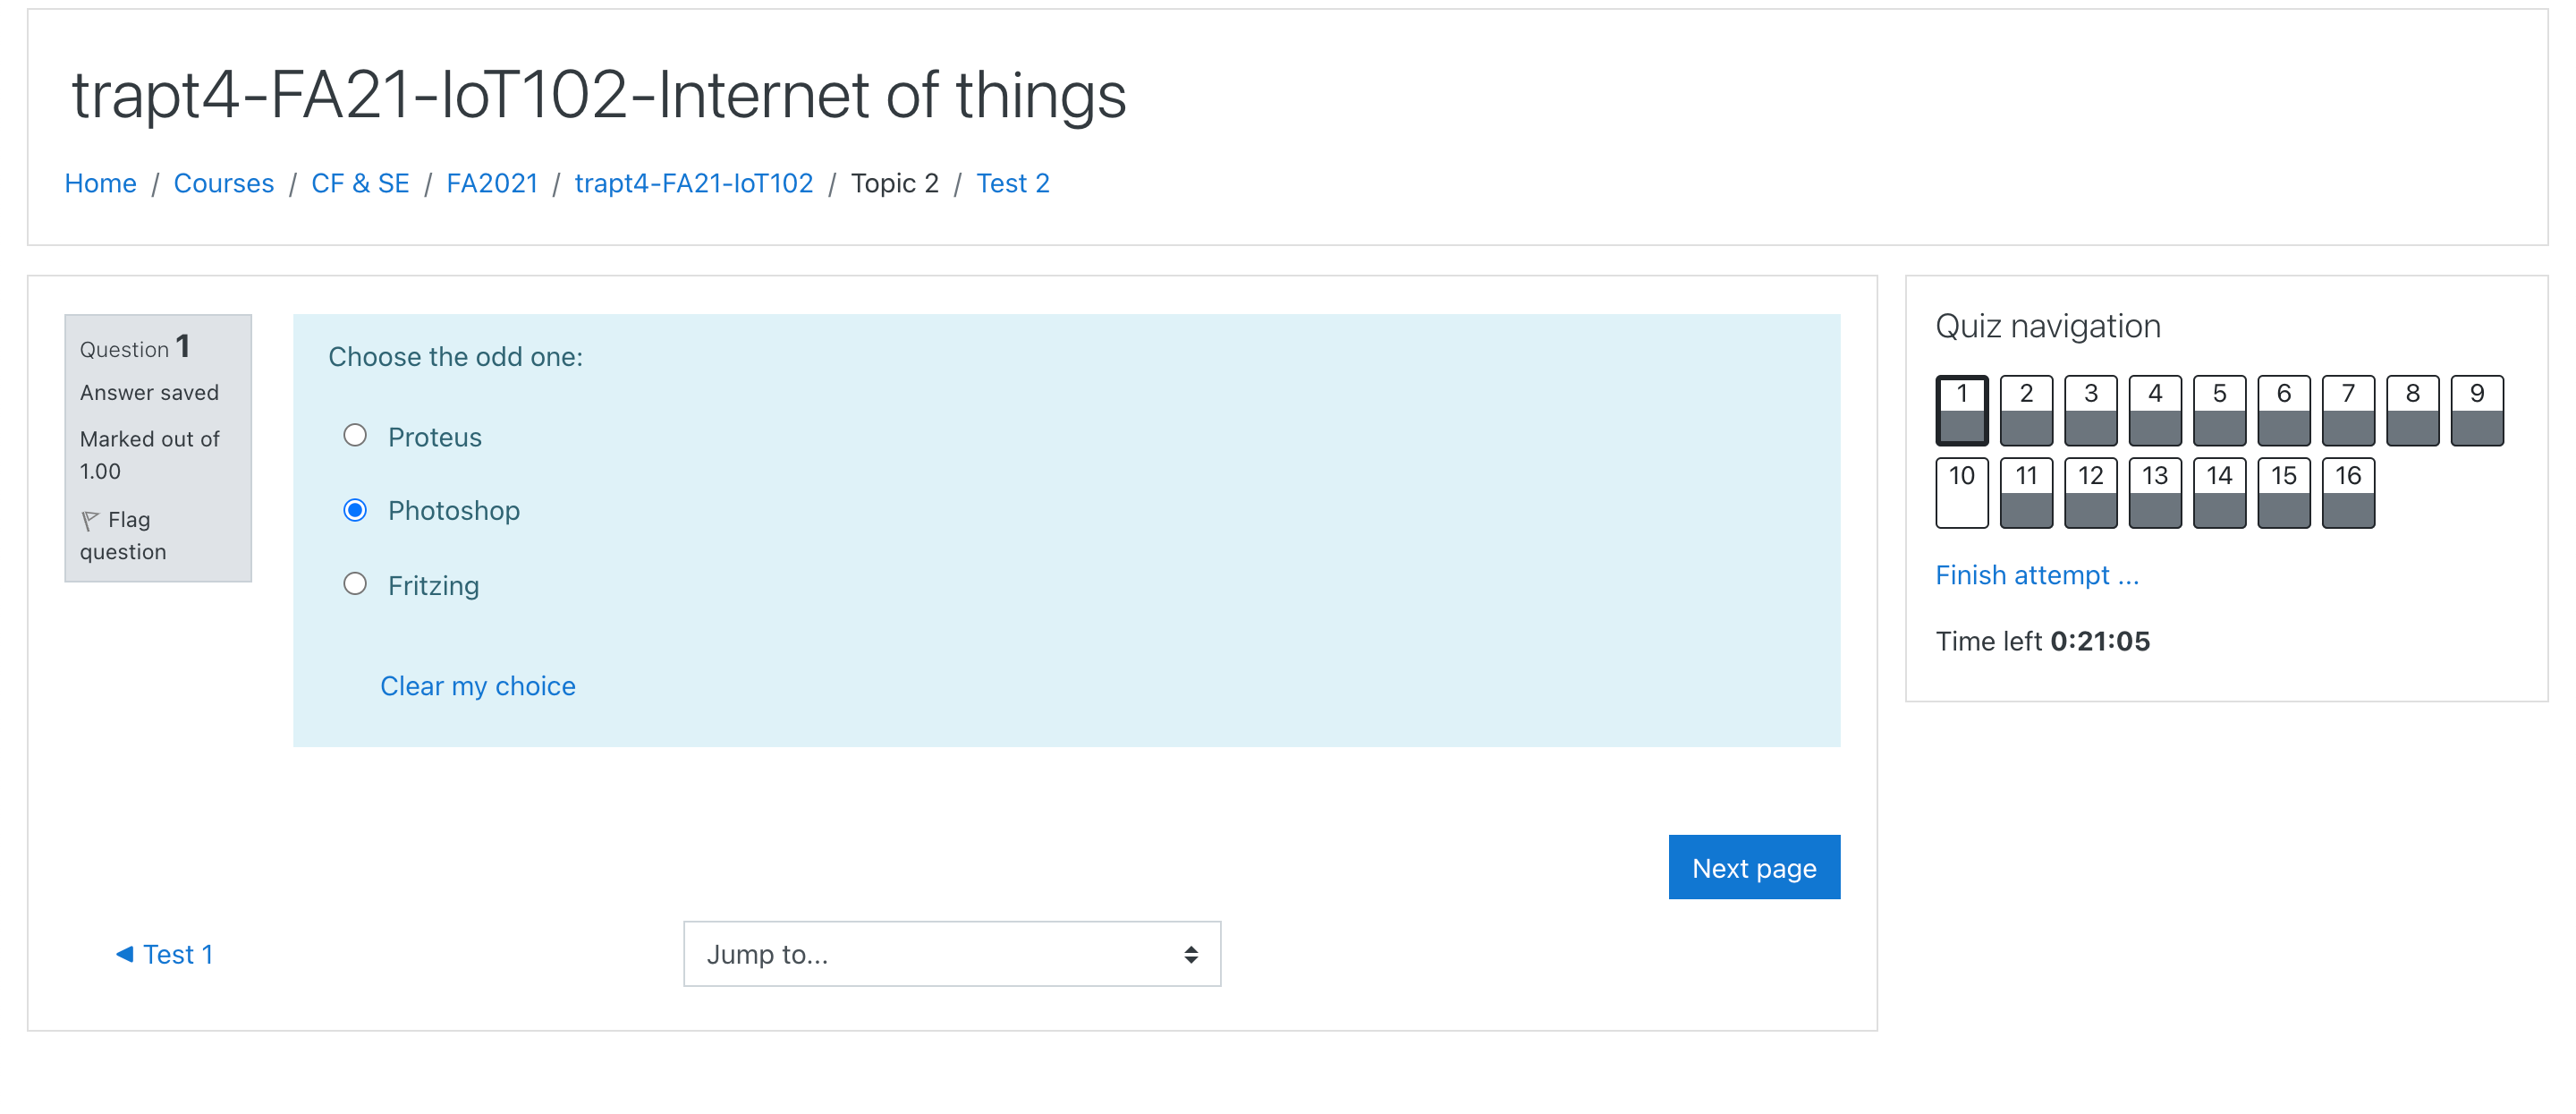 trapt4-FA21-IoT102-Internet of things
Home / Courses / CF & SE / FA2021 / trapt4-FA21-IoT102 / Topic 2 / Test 2
Question 1
Answer saved
Marked out of
1.00
Flag
question
Choose the odd one:
Proteus
Photoshop
Fritzing
Clear my choice
Next page
◄ Test 1
Jump to...
Quiz navigation
1 2 3 4 5 6 7 8 9
10 11 12 13 14 15 16
Finish attempt ...
Time left 0:21:05